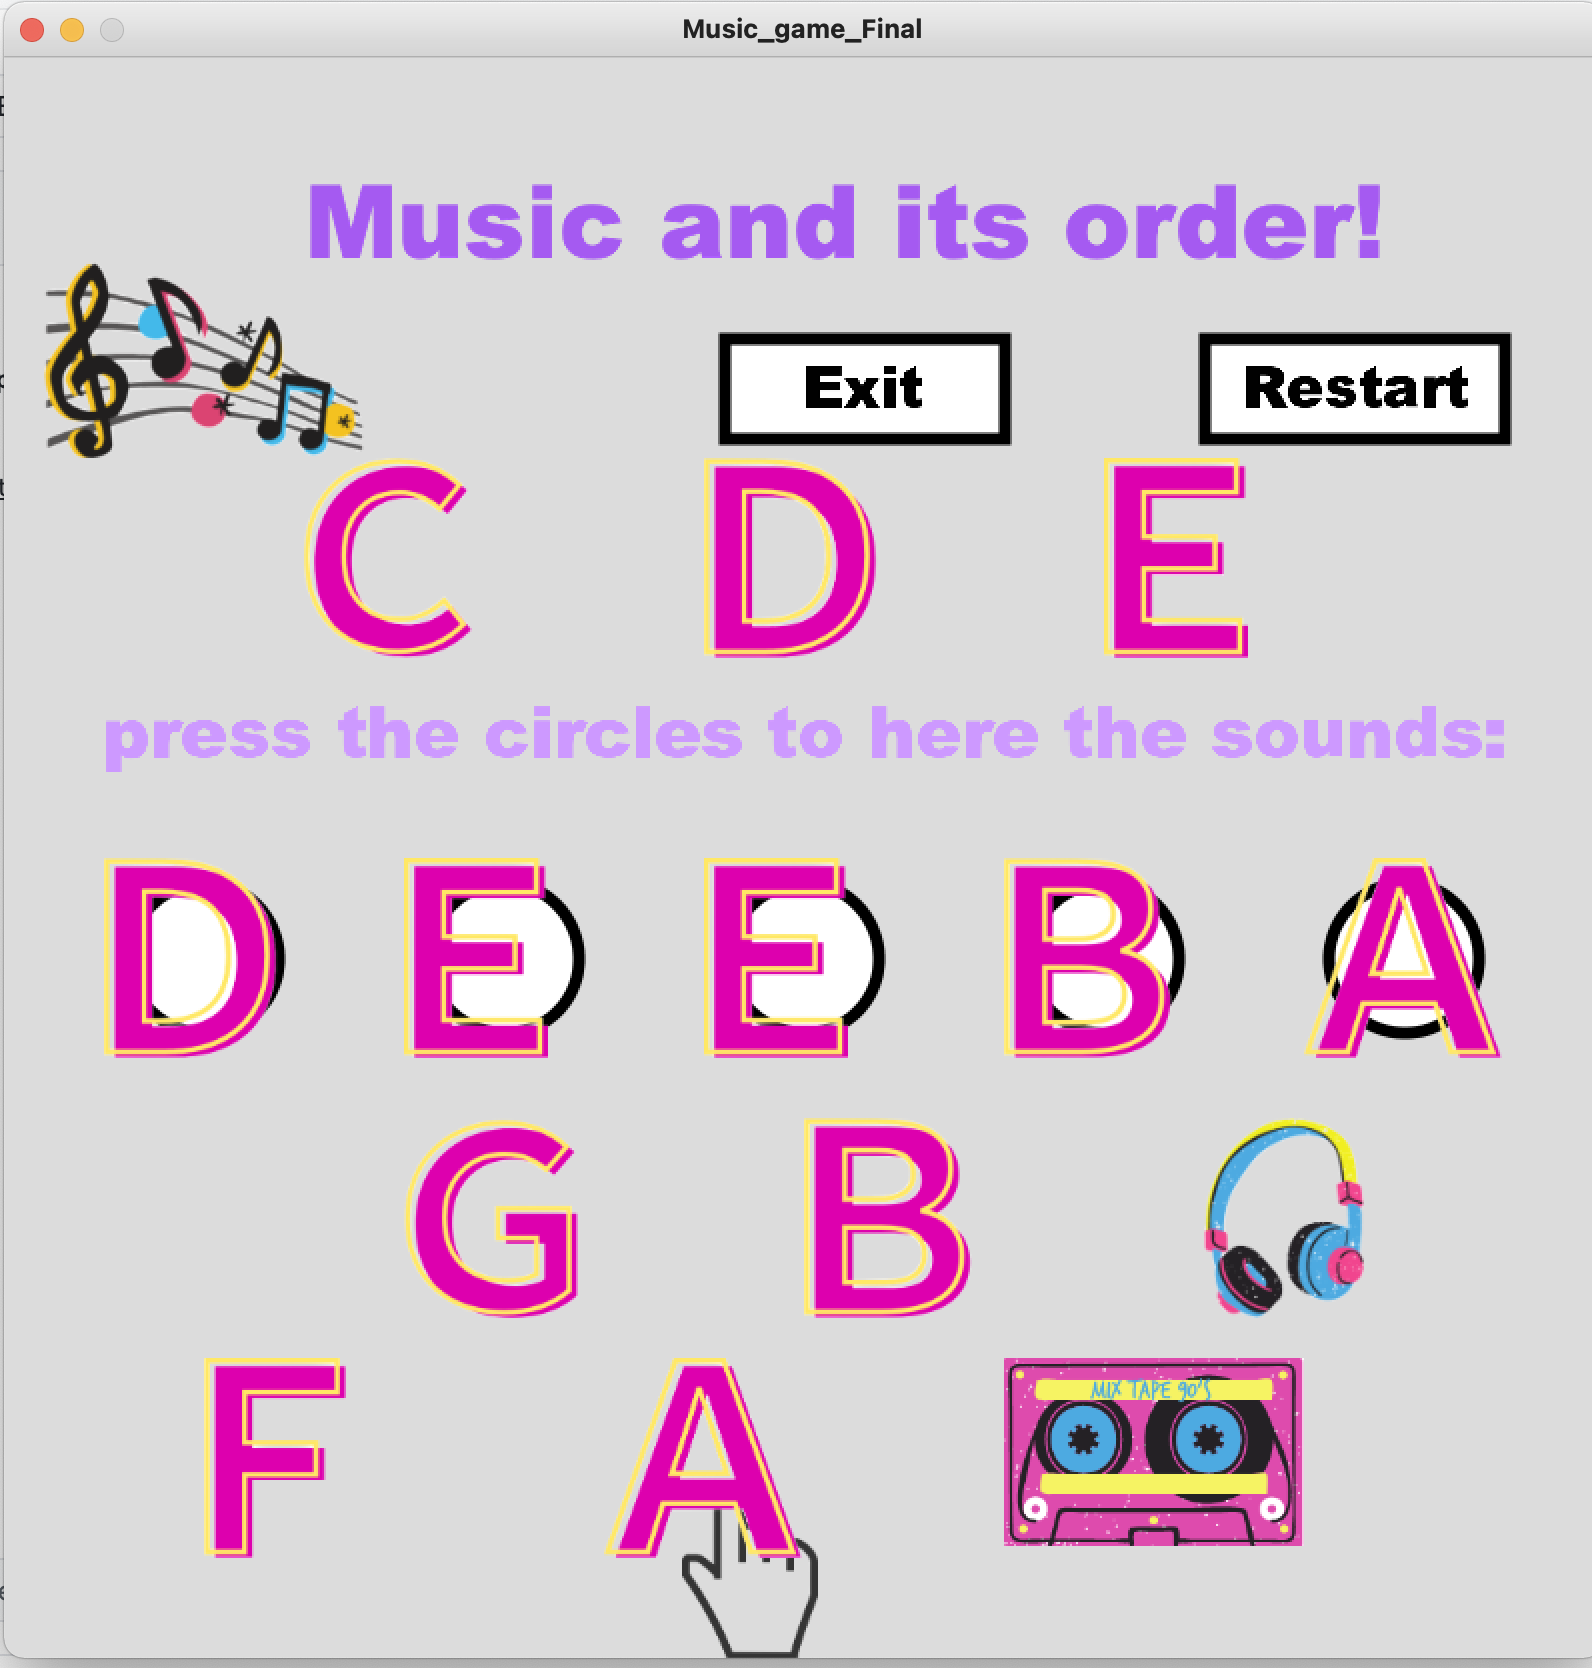 Music_game_Final
Music and its order!
Exit Restart
C D E
press the circles to here the sounds:
D E E B A
G B
F A
MIX TAPE 90'S